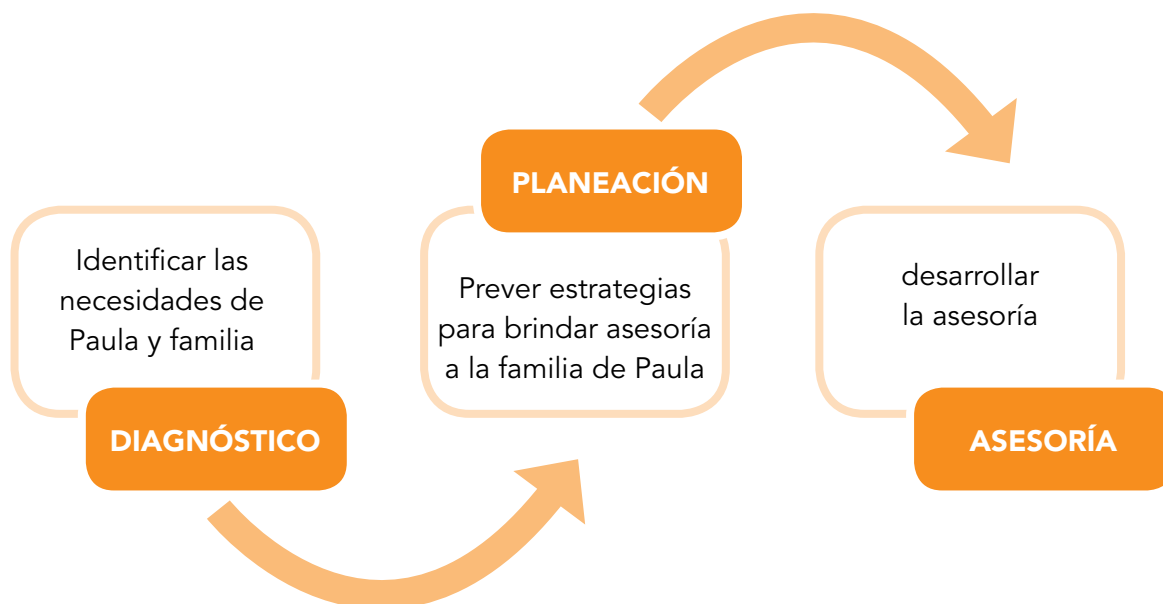 Identificar las
necesidades de
Paula y familia
DIAGNÓSTICO
PLANEACIÓN
Prever estrategias
para brindar asesoría
a la familia de Paula
desarrollar
la asesoría
ASESORÍA